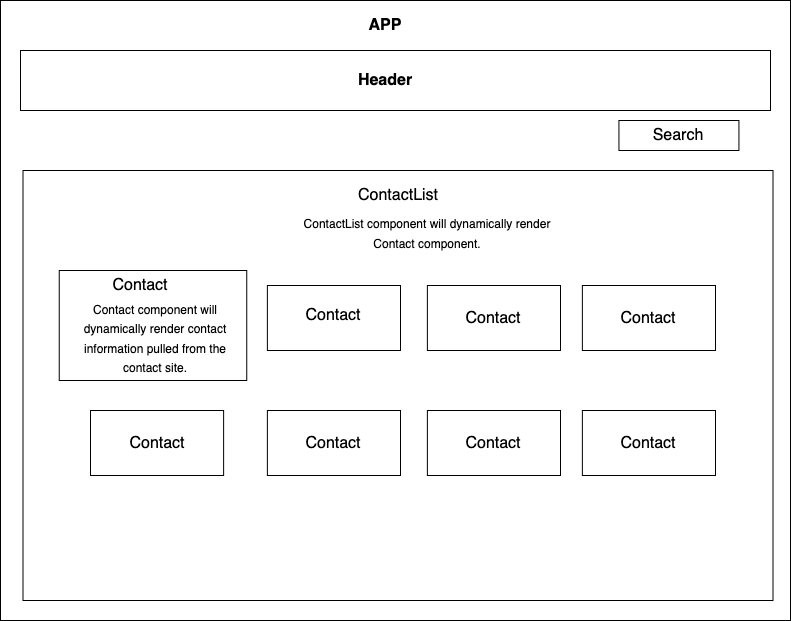 APP
Header
Search
ContactList
ContactList component will dynamically render
Contact component.
Contact
Contact component will
dynamically render contact
information pulled from the
contact site.
Contact
Contact
Contact
Contact
Contact
Contact
Contact